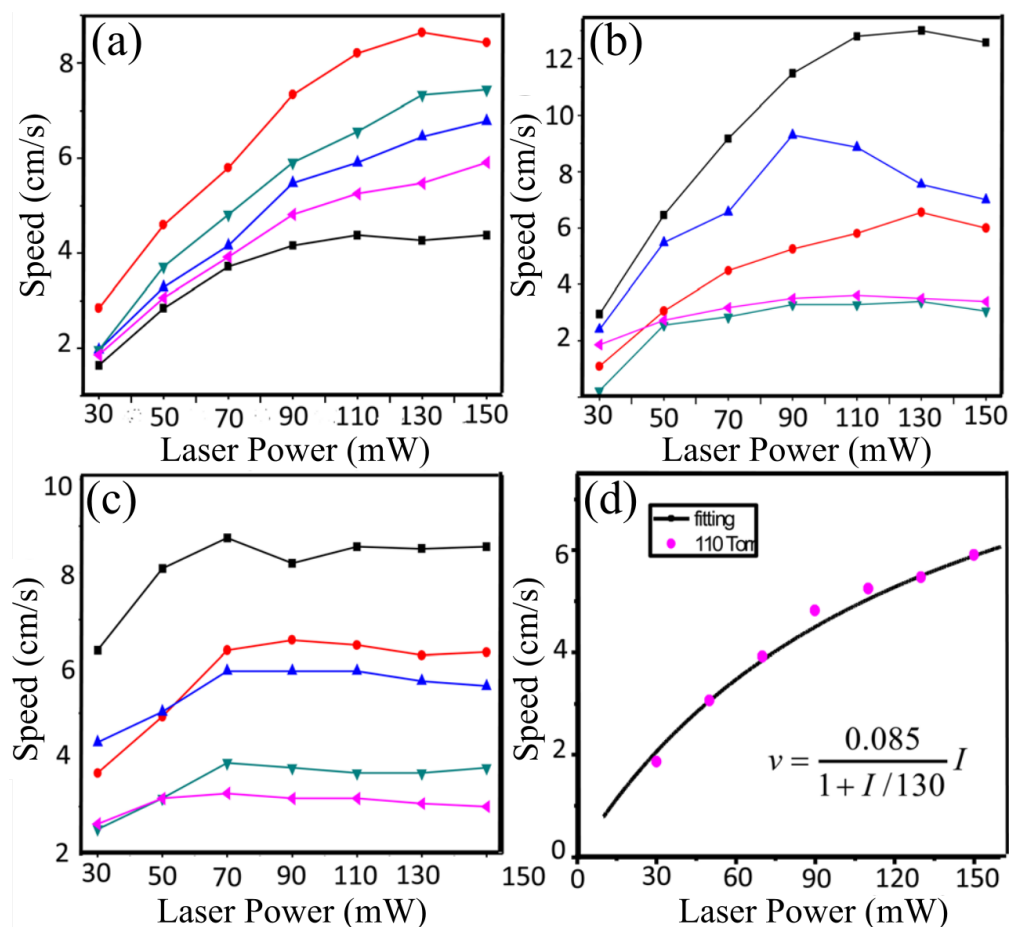 (a)
Speed (cm/s)
8
6
4
2
30 50 70 90 110 130 150
Laser Power (mW)
(b)
Speed (cm/s)
12
10
8
6
4
2
30 50 70 90 110 130 150
Laser Power (mW)
(c)
Speed (cm/s)
10
8
6
4
2
30 50 70 90 110 130 150
Laser Power (mW)
(d)
fitting
110 Torr
Speed (cm/s)
6
4
2
0
v = 0.085 / (1 + I /130) I
0 30 60 90 120 150
Laser Power (mW)